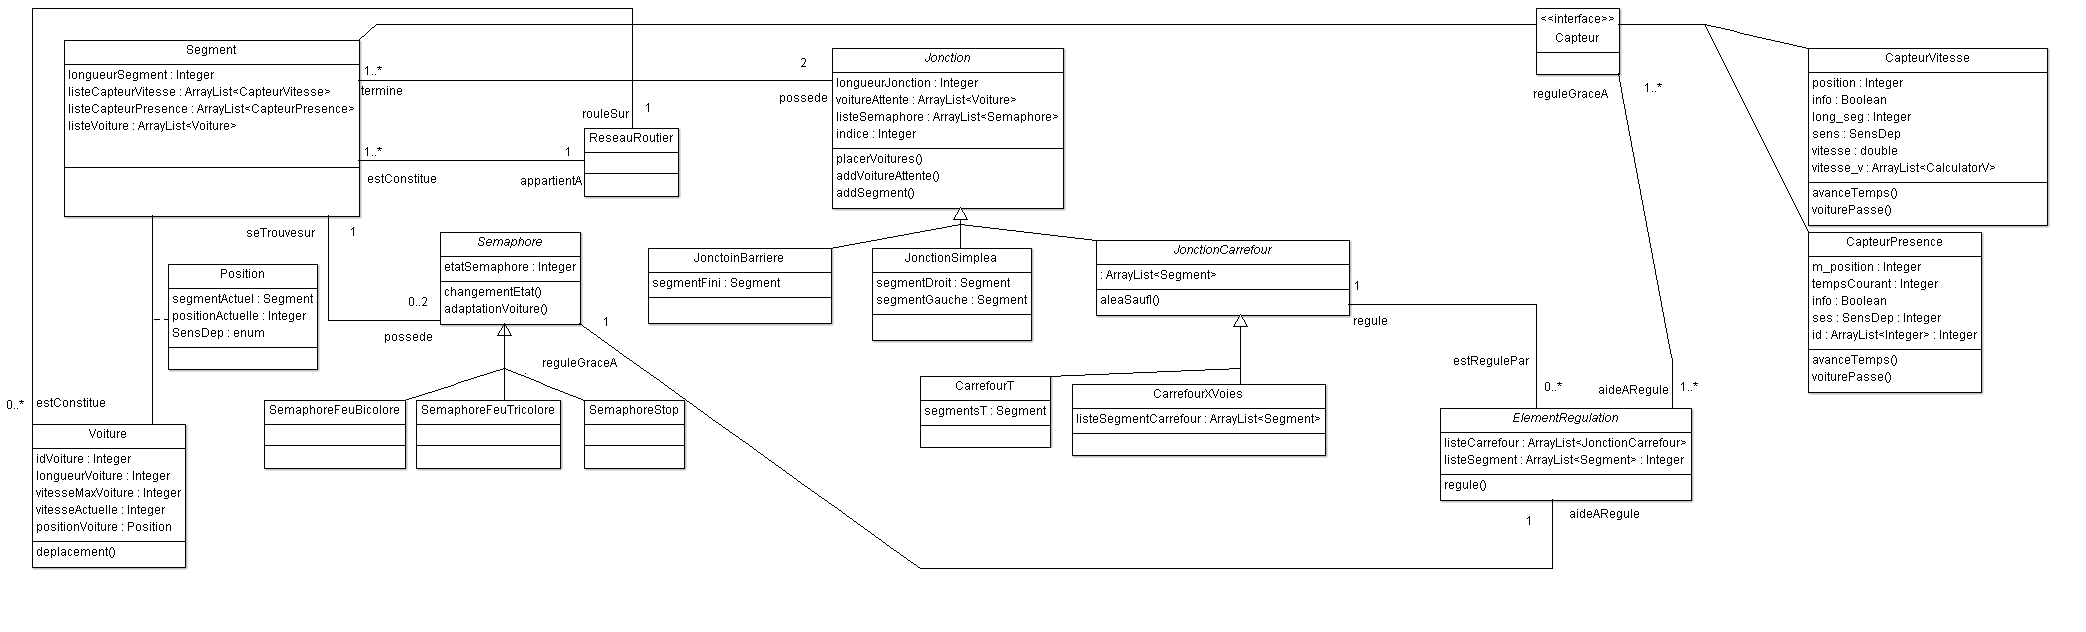 Segment
longueurSegment : Integer
listeCapteurVitesse : ArrayList<CapteurVitesse>
listeCapteurPresence : ArrayList<CapteurPresence>
listeVoiture : ArrayList<Voiture>
1..*
termine
2
possede
1..*
estConstitue
1
appartientA
rouleSur
1
ReseauRoutier
Jonction
longueurJonction : Integer
voitureAttente : ArrayList<Voiture>
listeSemaphore : ArrayList<Semaphore>
indice : Integer
placerVoitures()
addVoitureAttente()
addSegment()
<<interface>>
Capteur
reguleGraceA
1..*
CapteurVitesse
position : Integer
info : Boolean
long_seg : Integer
sens : SensDep
vitesse : double
vitesse_v : ArrayList<CalculatorV>
avanceTemps()
voiturePasse()
CapteurPresence
m_position : Integer
tempsCourant : Integer
info : Boolean
ses : SensDep : Integer
id : ArrayList<Integer> : Integer
avanceTemps()
voiturePasse()
seTrouvesur
1
Position
segmentActuel : Segment
positionActuelle : Integer
SensDep : enum
Semaphore
etatSemaphore : Integer
changementEtat()
adaptationVoiture()
0..2
possede
1
reguleGraceA
JonctoinBarriere
segmentFini : Segment
JonctionSimplea
segmentDroit : Segment
segmentGauche : Segment
JonctionCarrefour
: ArrayList<Segment>
aleaSaufI()
1
regule
estRegulePar
0..*
aideARegule
1..*
SemaphoreFeuBicolore
SemaphoreFeuTricolore
SemaphoreStop
CarrefourT
segmentsT : Segment
CarrefourXVoies
listeSegmentCarrefour : ArrayList<Segment>
ElementRegulation
listeCarrefour : ArrayList<JonctionCarrefour>
listeSegment : ArrayList<Segment> : Integer
regule()
1
aideARegule
0..*
estConstitue
Voiture
idVoiture : Integer
longueurVoiture : Integer
vitesseMaxVoiture : Integer
vitesseActuelle : Integer
positionVoiture : Position
deplacement()